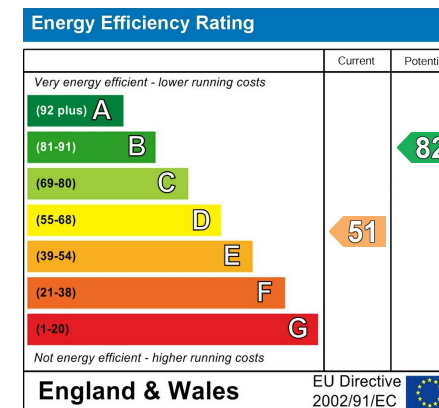 Energy Efficiency Rating
Current Potenti
Very energy efficient - lower running costs
(92 plus) A
(81-91) B
82
(69-80) C
(55-68) D
51
(39-54) E
(21-38) F
(1-20) G
Not energy efficient - higher running costs
England & Wales
EU Directive
2002/91/EC